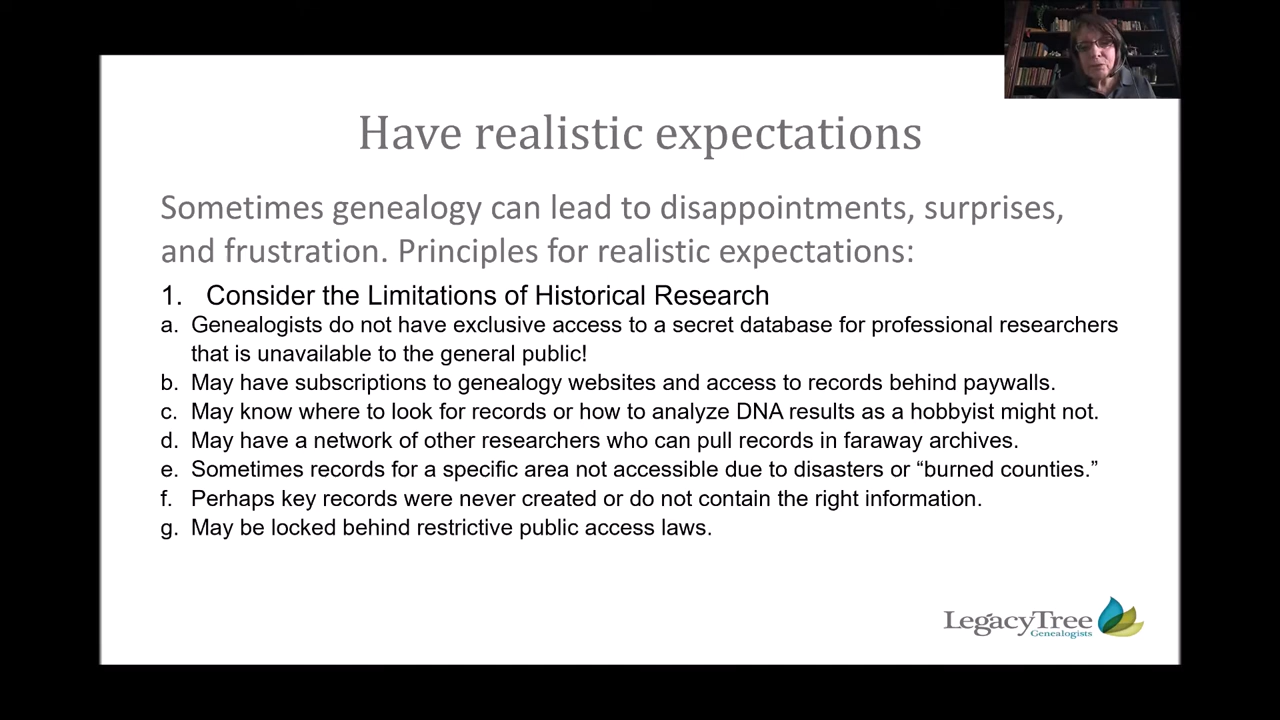 Have realistic expectations
Sometimes genealogy can lead to disappointments, surprises,
and frustration. Principles for realistic expectations:
1. Consider the Limitations of Historical Research
a. Genealogists do not have exclusive access to a secret database for professional researchers
that is unavailable to the general public!
b. May have subscriptions to genealogy websites and access to records behind paywalls.
c. May know where to look for records or how to analyze DNA results as a hobbyist might not.
d. May have a network of other researchers who can pull records in faraway archives.
e. Sometimes records for a specific area not accessible due to disasters or “burned counties.”
f. Perhaps key records were never created or do not contain the right information.
g. May be locked behind restrictive public access laws.
LegacyTree
Genealogists